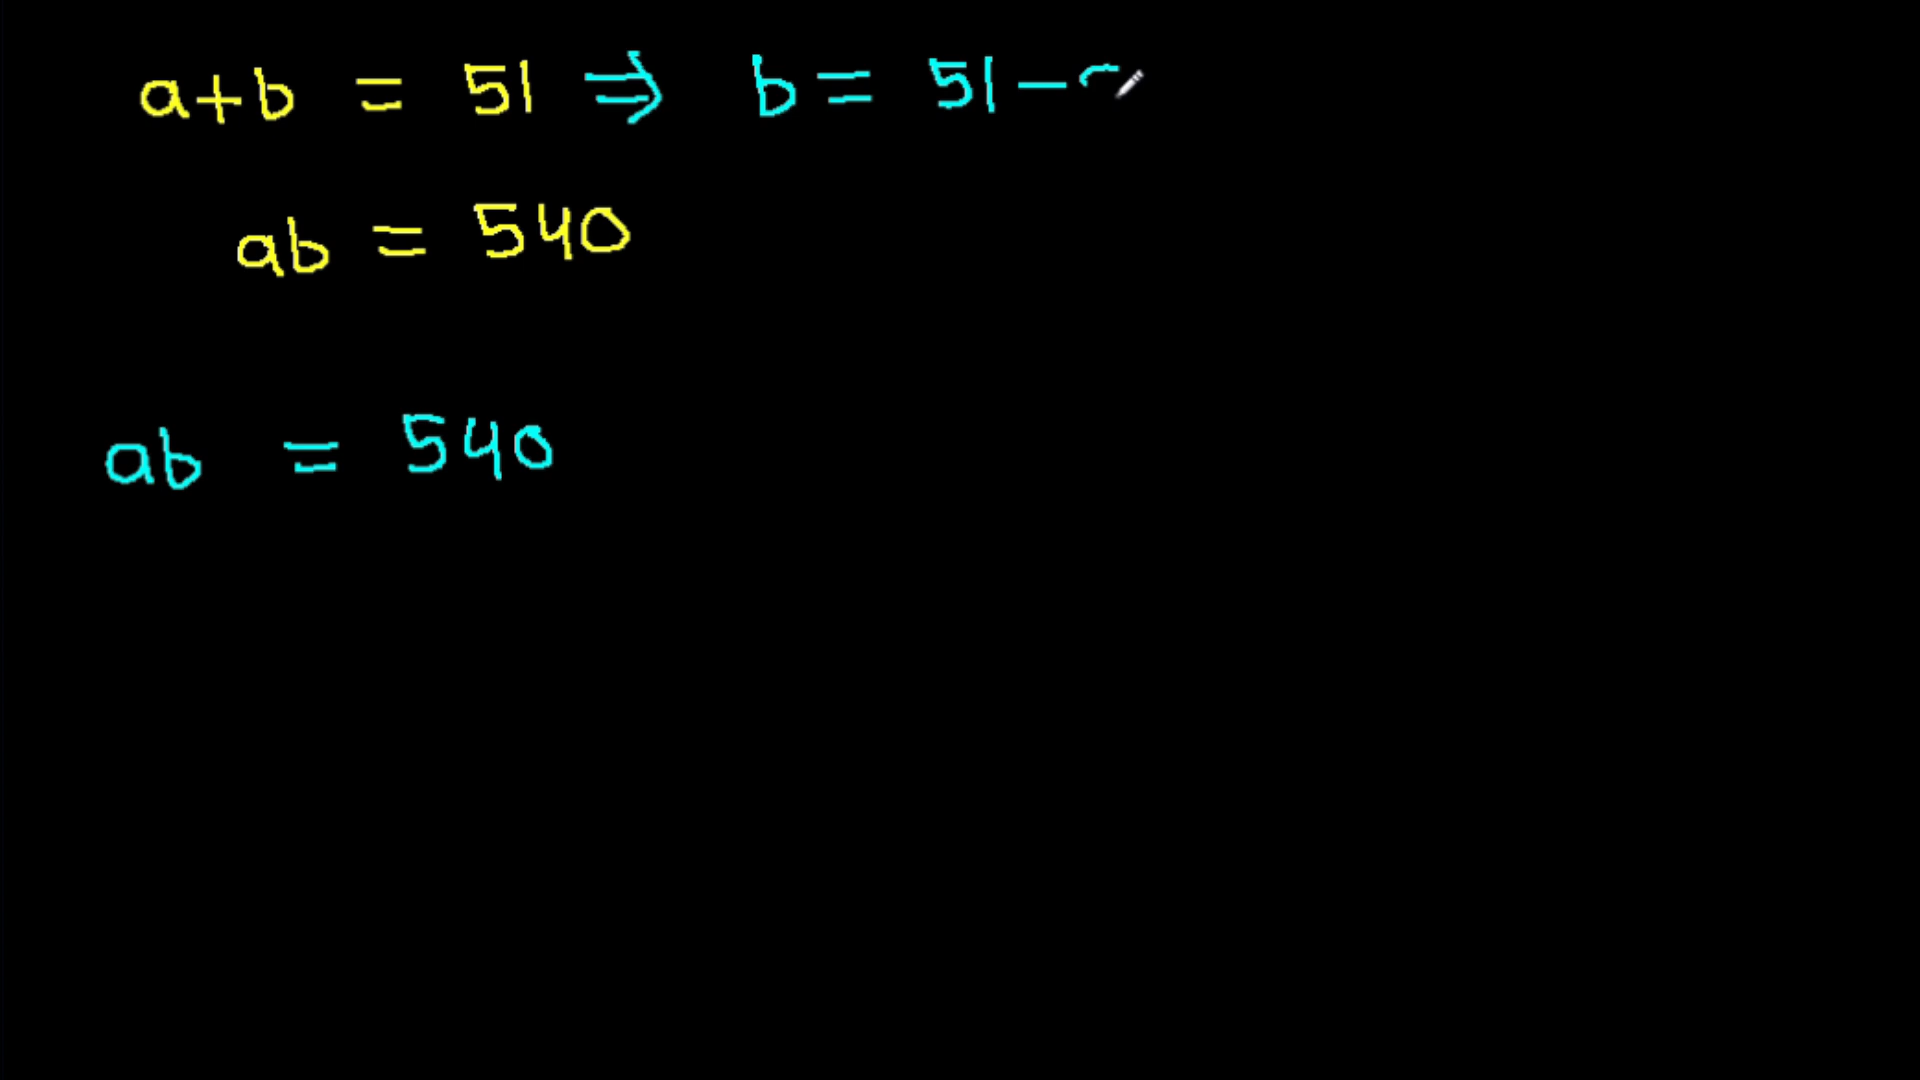 a+b = 51 ⇒ b = 51 -
ab = 540
ab = 540